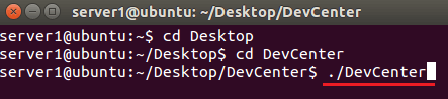 server1@ubuntu: ~/Desktop/DevCenter
server1@ubuntu:~$ cd Desktop
server1@ubuntu:~/Desktop$ cd DevCenter
server1@ubuntu:~/Desktop/DevCenter$ ./DevCenter